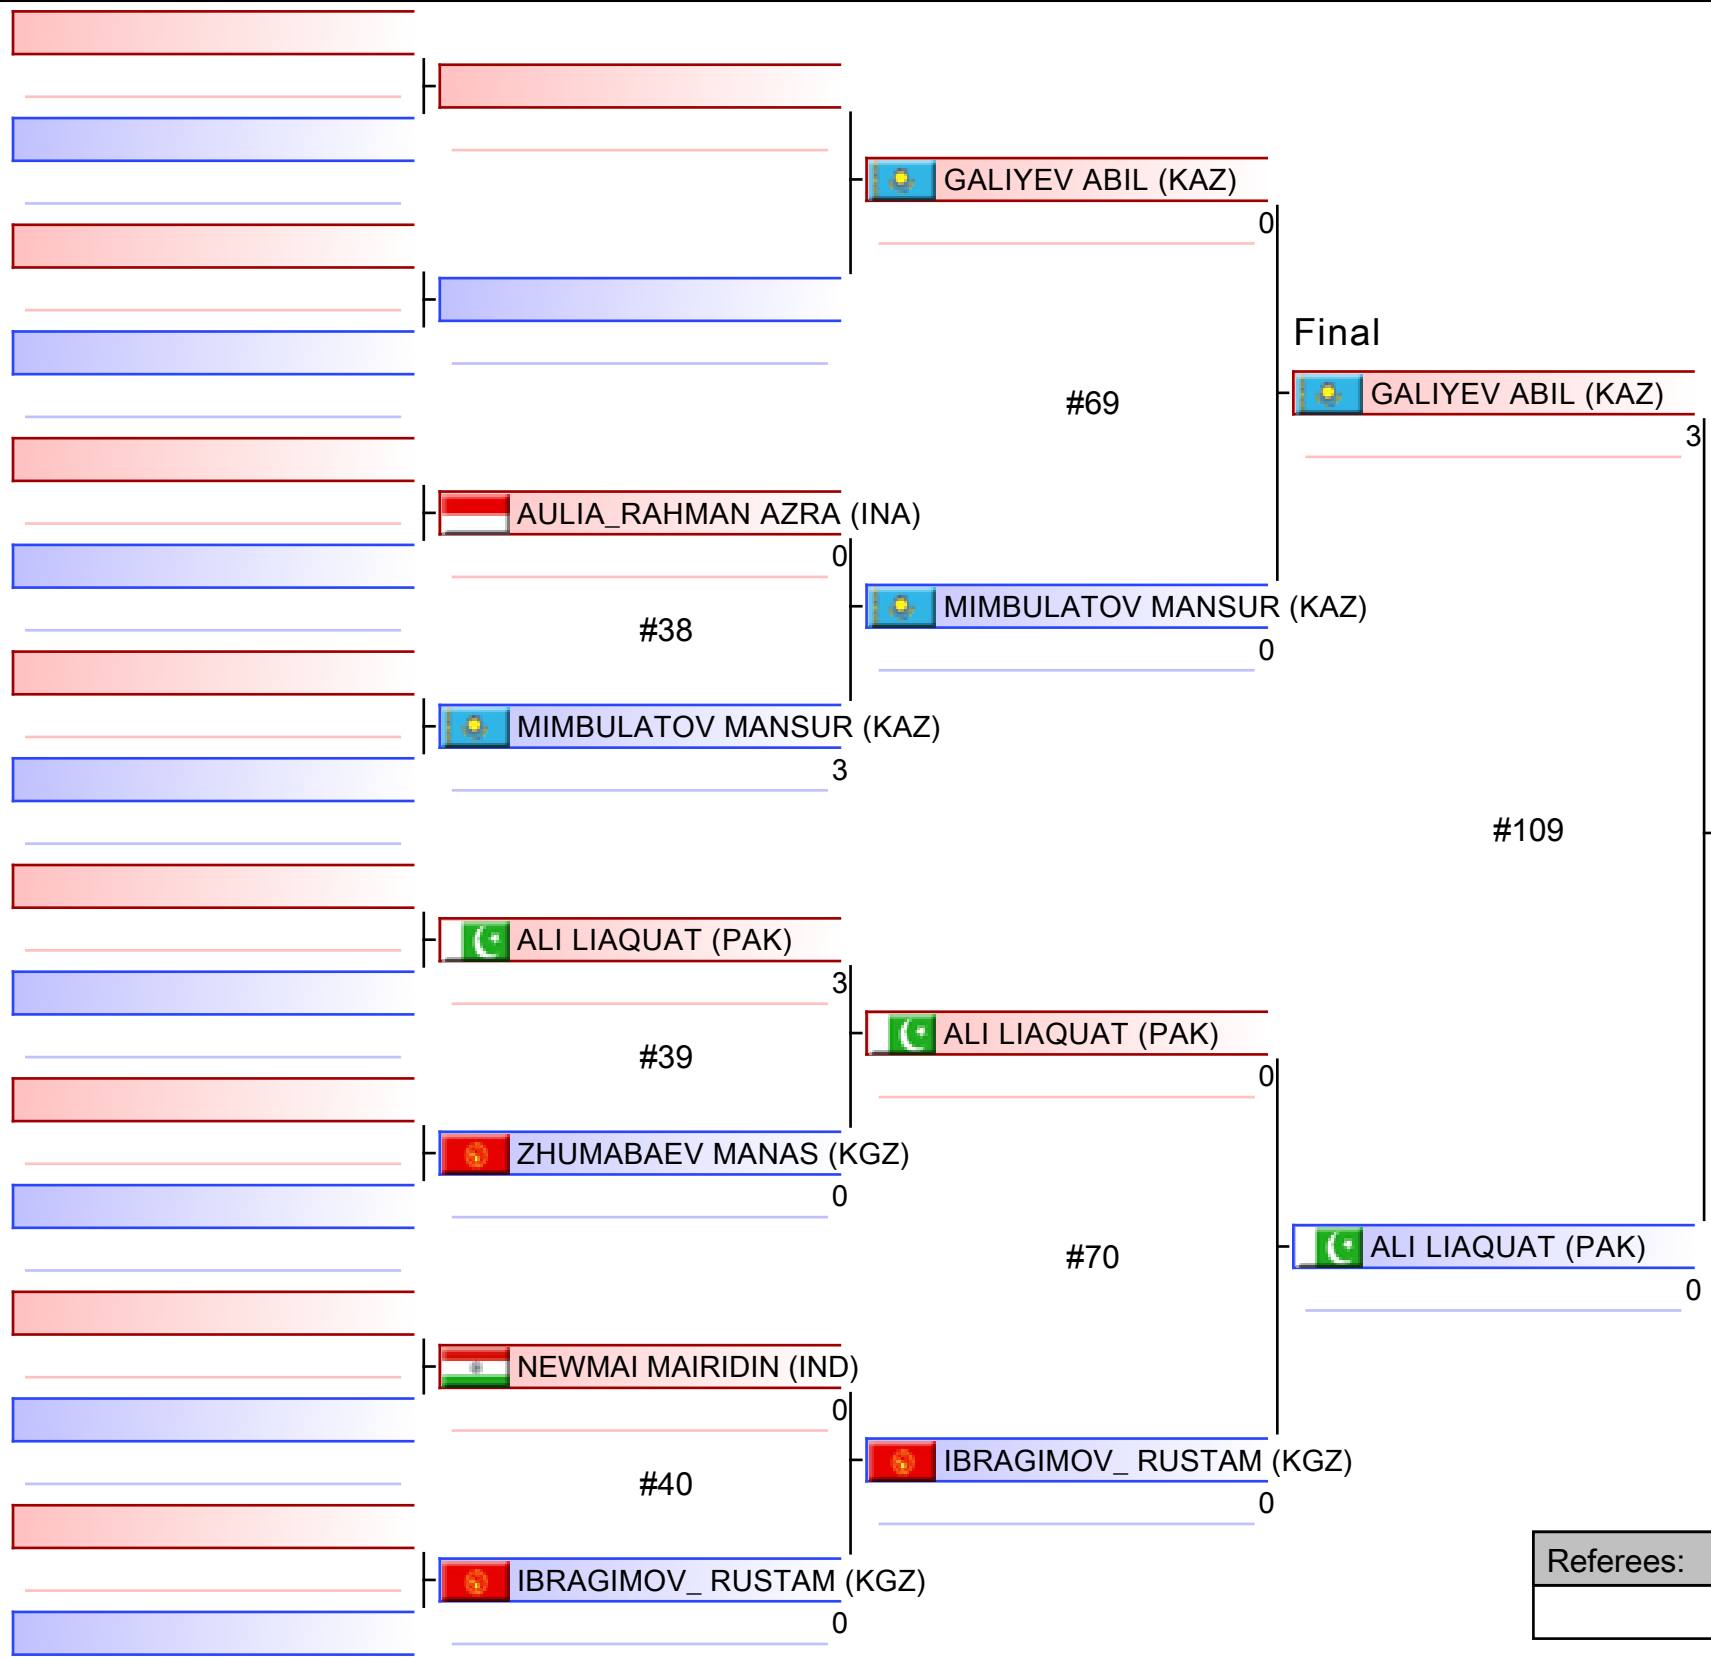 GALIYEV ABIL (KAZ)
0
Final
#69
GALIYEV ABIL (KAZ)
3
AULIA_RAHMAN AZRA (INA)
0
#38
MIMBULATOV MANSUR (KAZ)
0
MIMBULATOV MANSUR (KAZ)
3
#109
ALI LIAQUAT (PAK)
3
#39
ALI LIAQUAT (PAK)
0
ZHUMABAEV MANAS (KGZ)
0
#70
ALI LIAQUAT (PAK)
0
NEWMAI MAIRIDIN (IND)
0
#40
IBRAGIMOV_ RUSTAM (KGZ)
0
IBRAGIMOV_ RUSTAM (KGZ)
0
Referees: